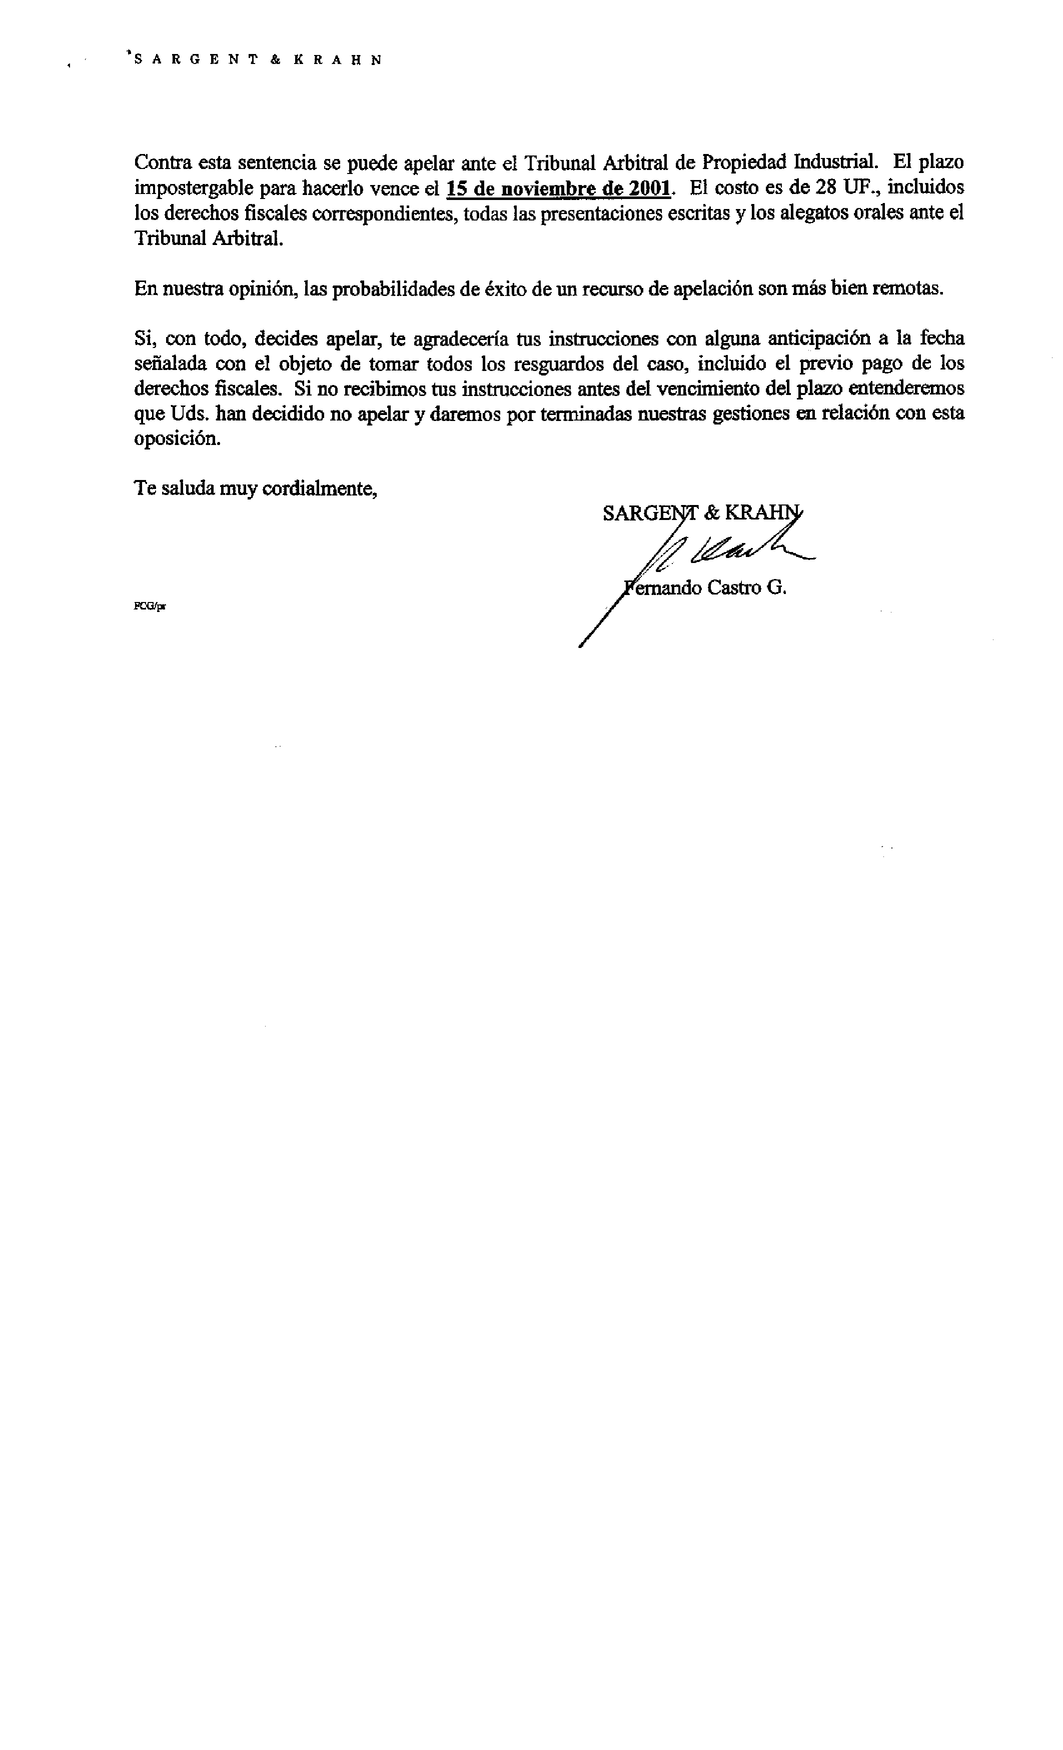 SARGENT & KRAHN
Contra esta sentencia se puede apelar ante el Tribunal Arbitral de Propiedad Industrial. El plazo
impostergable para hacerlo vence el 15 de noviembre de 2001. El costo es de 28 UF., incluidos
los derechos fiscales correspondientes, todas las presentaciones escritas y los alegatos orales ante el
Tribunal Arbitral.
En nuestra opinión, las probabilidades de éxito de un recurso de apelación son más bien remotas.
Si, con todo, decides apelar, te agradecería tus instrucciones con alguna anticipación a la fecha
señalada con el objeto de tomar todos los resguardos del caso, incluido el previo pago de los
derechos fiscales. Si no recibimos tus instrucciones antes del vencimiento del plazo entenderemos
que Uds. han decidido no apelar y daremos por terminadas nuestras gestiones en relación con esta
oposición.
Te saluda muy cordialmente,
SARGENT & KRAHN
Fernando Castro G.
FCG/pr